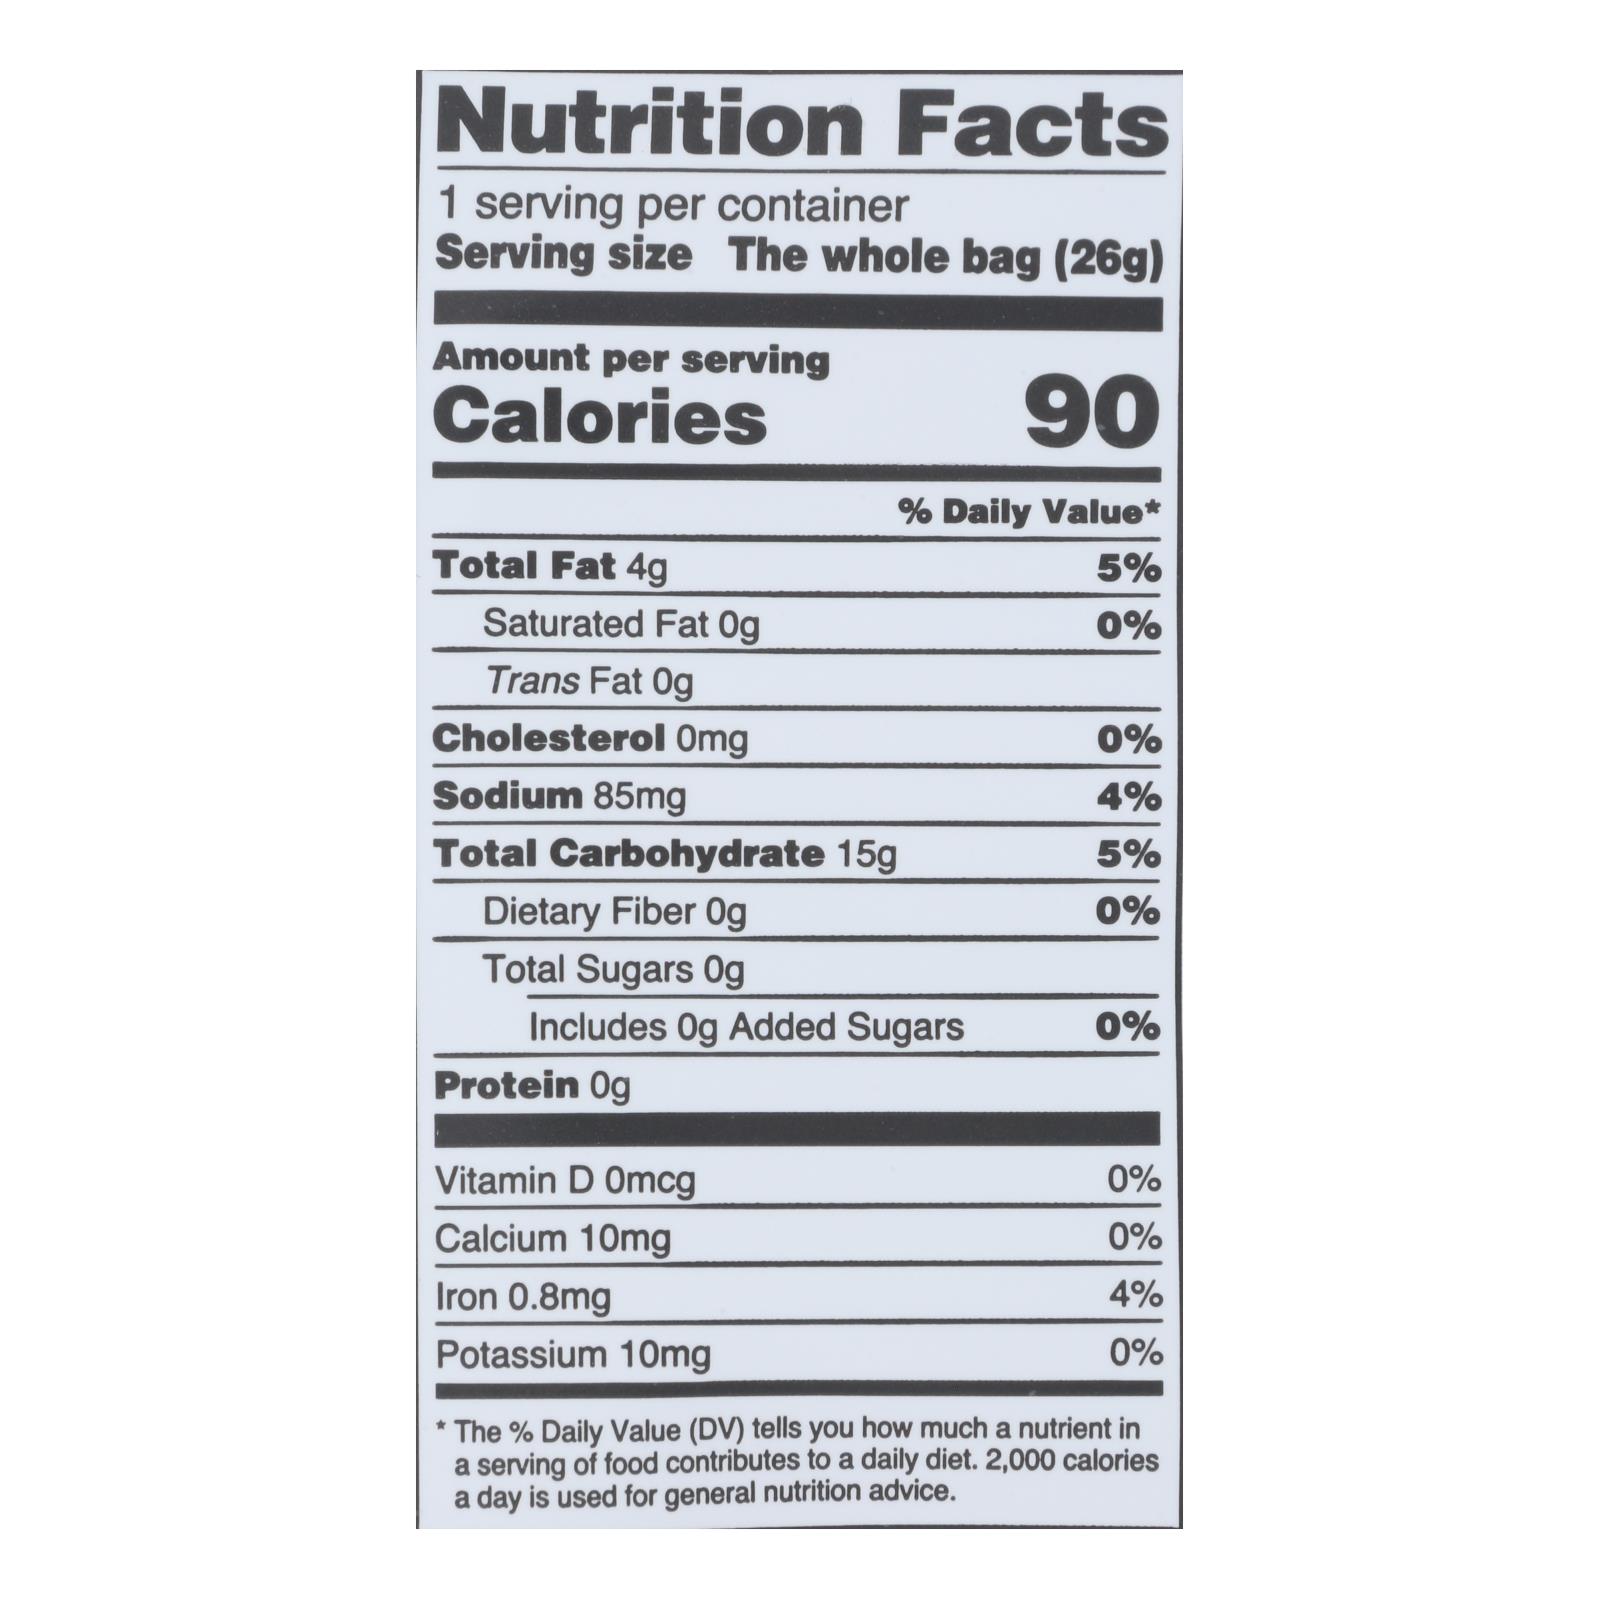 Nutrition Facts
1 serving per container
Serving size The whole bag (26g)
Amount per serving
Calories 90
% Daily Value*
Total Fat 4g 5%
Saturated Fat 0g 0%
Trans Fat 0g
Cholesterol 0mg 0%
Sodium 85mg 4%
Total Carbohydrate 15g 5%
Dietary Fiber 0g 0%
Total Sugars 0g
Includes 0g Added Sugars 0%
Protein 0g
Vitamin D 0mcg 0%
Calcium 10mg 0%
Iron 0.8mg 4%
Potassium 10mg 0%
* The % Daily Value (DV) tells you how much a nutrient in
a serving of food contributes to a daily diet. 2,000 calories
a day is used for general nutrition advice.